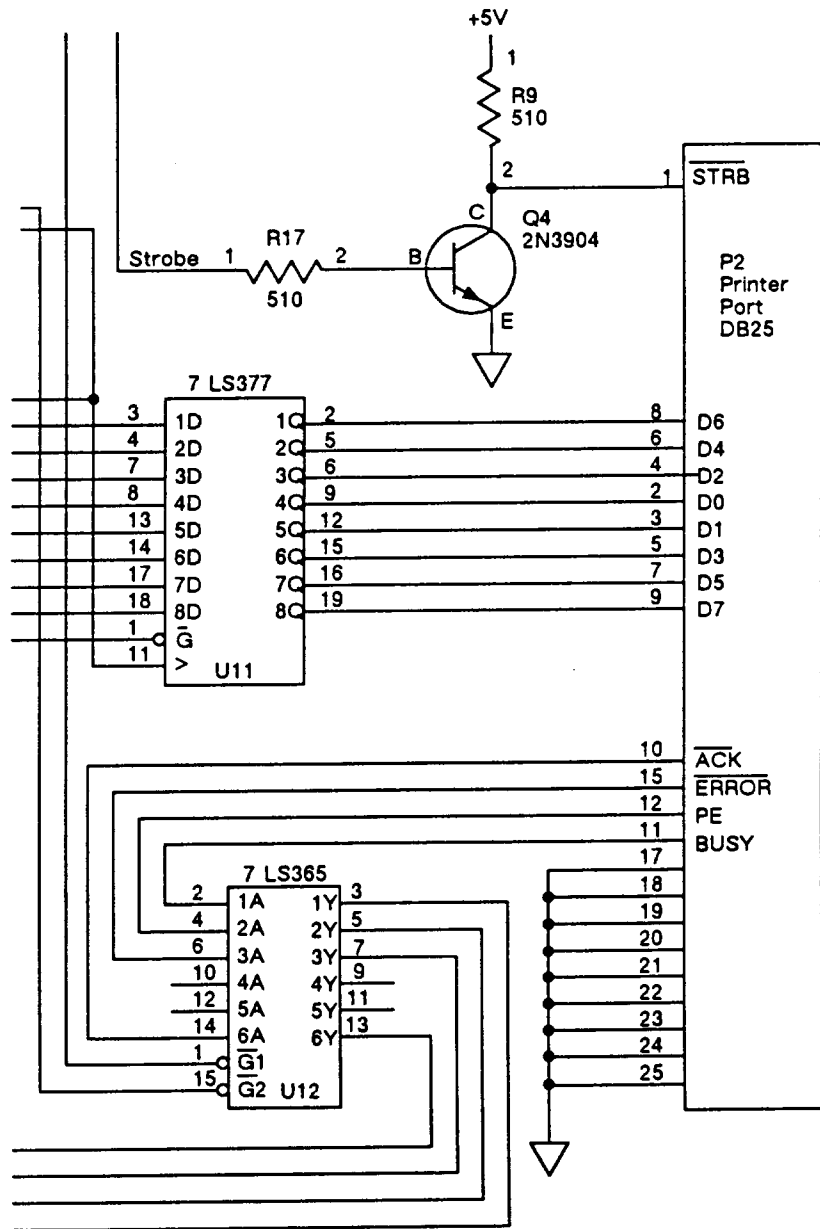 +5V
1
R9
510
2
1 STRB
C
Q4
2N3904
R17
Strobe 1 2 B
510
E
P2
Printer
Port
DB25
7 LS377
3 1D 1Q 2 8 D6
4 2D 2Q 5 6 D4
7 3D 3Q 6 4 D2
8 4D 4Q 9 2 D0
13 5D 5Q 12 3 D1
14 6D 6Q 15 5 D3
17 7D 7Q 16 7 D5
18 8D 8Q 19 9 D7
1 G
11 >
U11
10 ACK
15 ERROR
12 PE
11 BUSY
17
18
19
20
21
22
23
24
25
7 LS365
2 1A 1Y 3
4 2A 2Y 5
6 3A 3Y 7
10 4A 4Y 9
12 5A 5Y 11
14 6A 6Y 13
1 G1
15 G2
U12